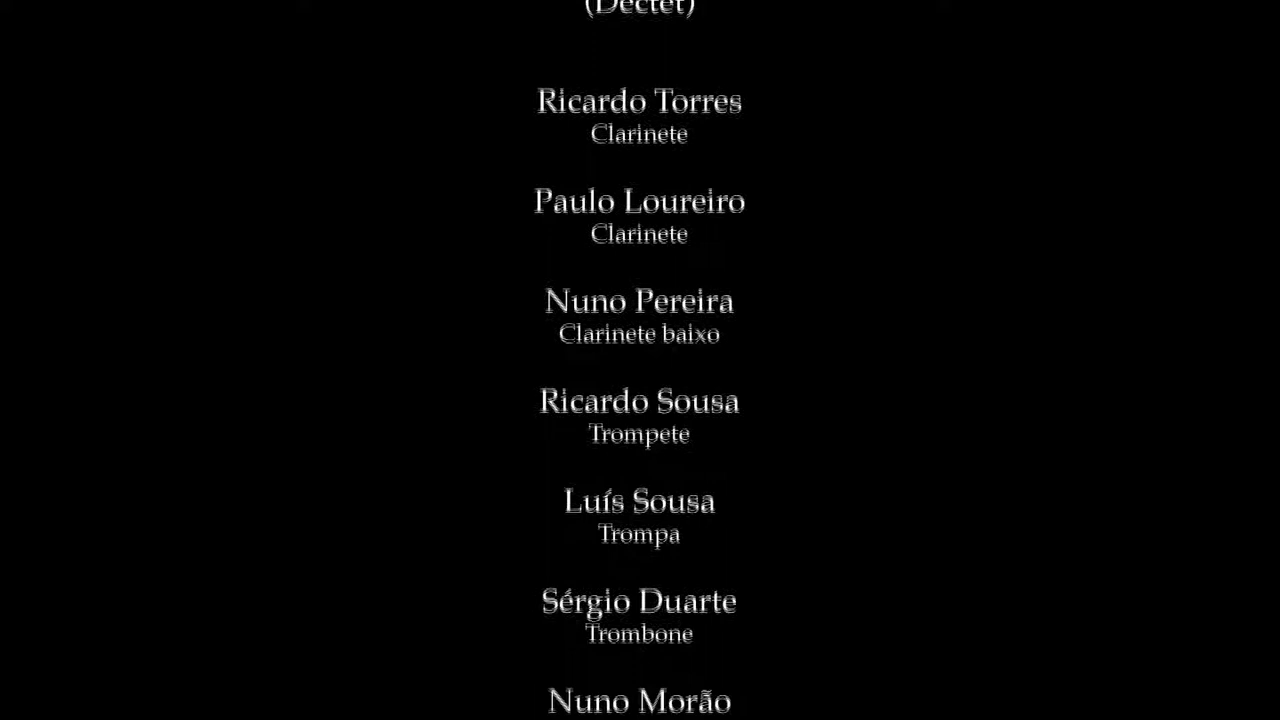 (Dectet)
Ricardo Torres
Clarinete
Paulo Loureiro
Clarinete
Nuno Pereira
Clarinete baixo
Ricardo Sousa
Trompete
Luís Sousa
Trompa
Sérgio Duarte
Trombone
Nuno Morão